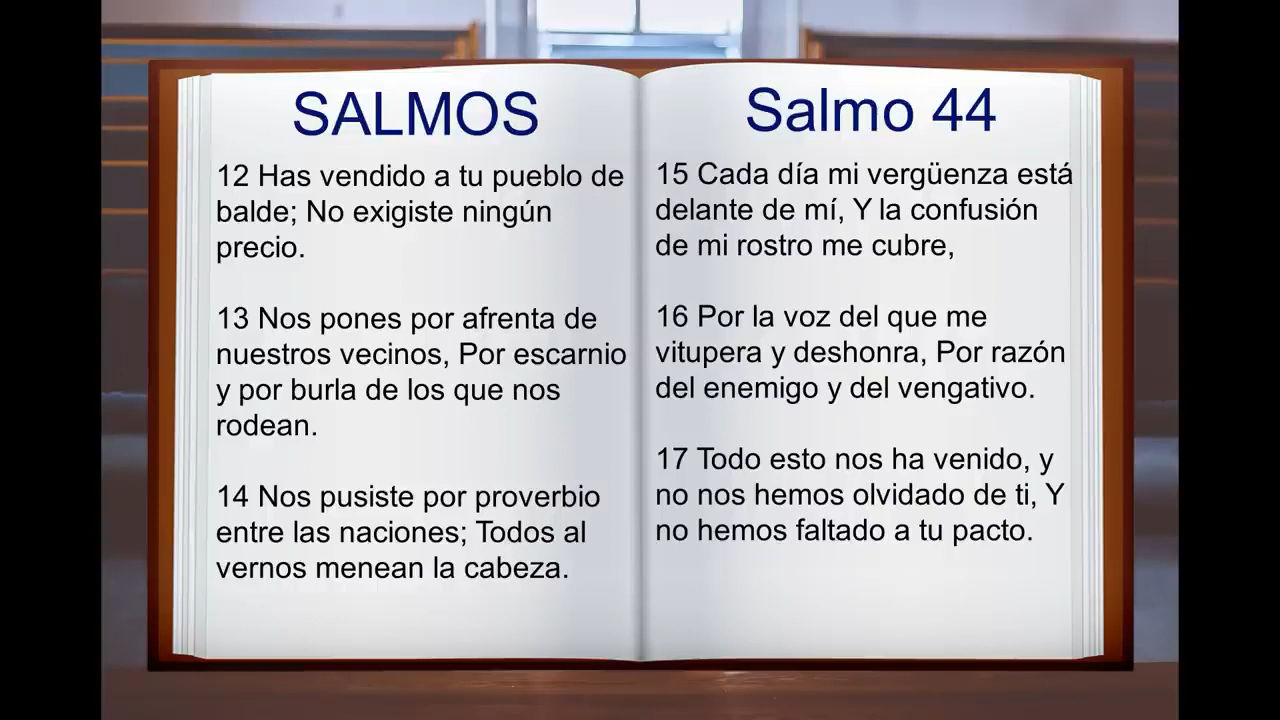 SALMOS
12 Has vendido a tu pueblo de
balde; No exigiste ningún
precio.
13 Nos pones por afrenta de
nuestros vecinos, Por escarnio
y por burla de los que nos
rodean.
14 Nos pusiste por proverbio
entre las naciones; Todos al
vernos menean la cabeza.
Salmo 44
15 Cada día mi vergüenza está
delante de mí, Y la confusión
de mi rostro me cubre,
16 Por la voz del que me
vitupera y deshonra, Por razón
del enemigo y del vengativo.
17 Todo esto nos ha venido, y
no nos hemos olvidado de ti, Y
no hemos faltado a tu pacto.